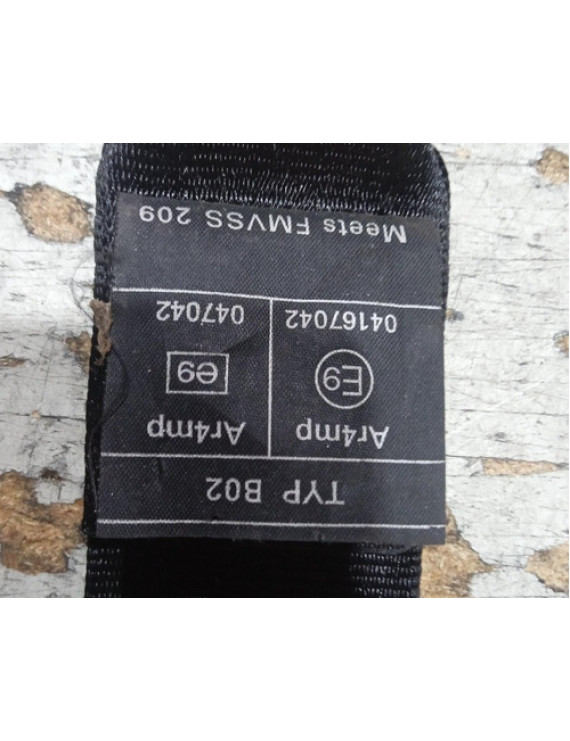 TYP B02
Ar4mp Ar4mp
E9 e9
04167042 047042
Meets FMVSS 209